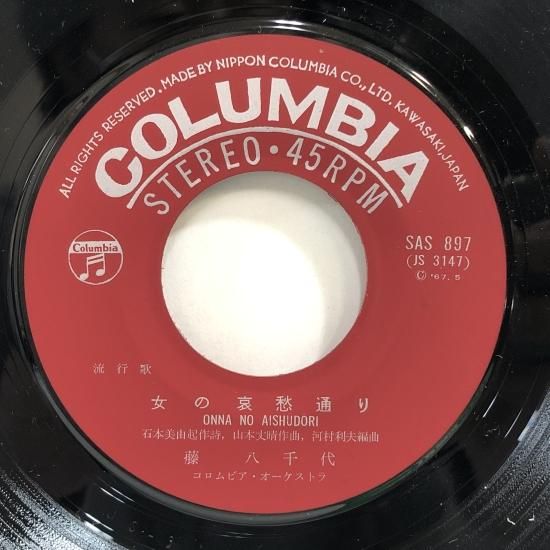 ALL RIGHTS RESERVED, MADE BY NIPPON COLUMBIA CO., LTD. KAWASAKI, JAPAN
COLUMBIA
STEREO・45RPM
SAS 897
(JS 3147)
Ⓒ '67. 5
Columbia
流行歌
女の哀愁通り
ONNA NO AISHUDORI
石本美由起作詩, 山本丈晴作曲, 河村利夫編曲
藤 八千代
コロムビア・オーケストラ